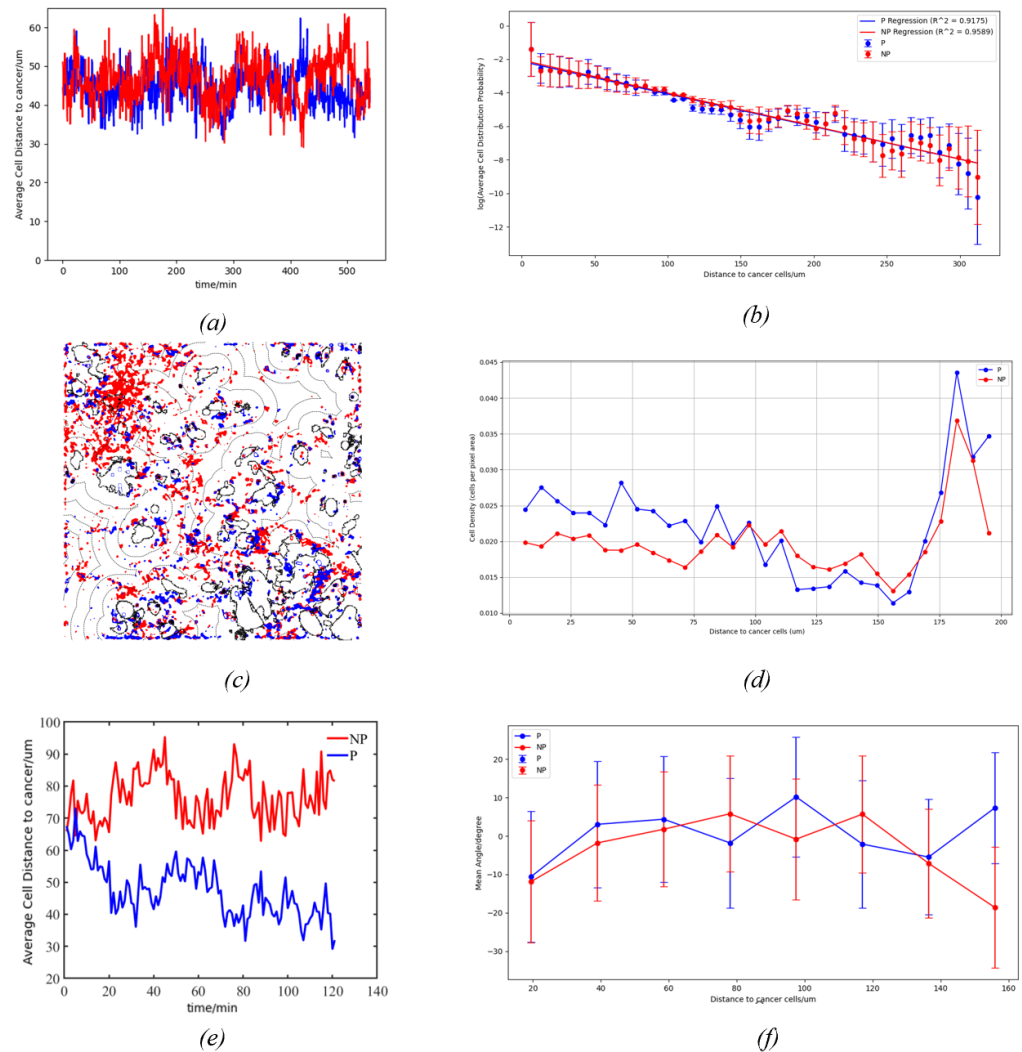 Average Cell Distance to cancer/um
60
50
40
30
20
10
0
0 100 200 300 400 500
time/min
(a)
log(Average Cell Distribution Probability )
0
−2
−4
−6
−8
−10
−12
P Regression (R^2 = 0.9175)
NP Regression (R^2 = 0.9589)
P
NP
0 50 100 150 200 250 300
Distance to cancer cells/um
(b)
(c)
Cell Density (cells per pixel area)
0.045
0.040
0.035
0.030
0.025
0.020
0.015
0.010
P
NP
0 25 50 75 100 125 150 175 200
Distance to cancer cells (um)
(d)
Average Cell Distance to cancer/um
100
90
80
70
60
50
40
30
20
NP
P
0 20 40 60 80 100 120 140
time/min
(e)
Mean Angle/degree
20
10
0
−10
−20
−30
P
NP
P
NP
20 40 60 80 100 120 140 160
Distance to cancer cells/um
(f)